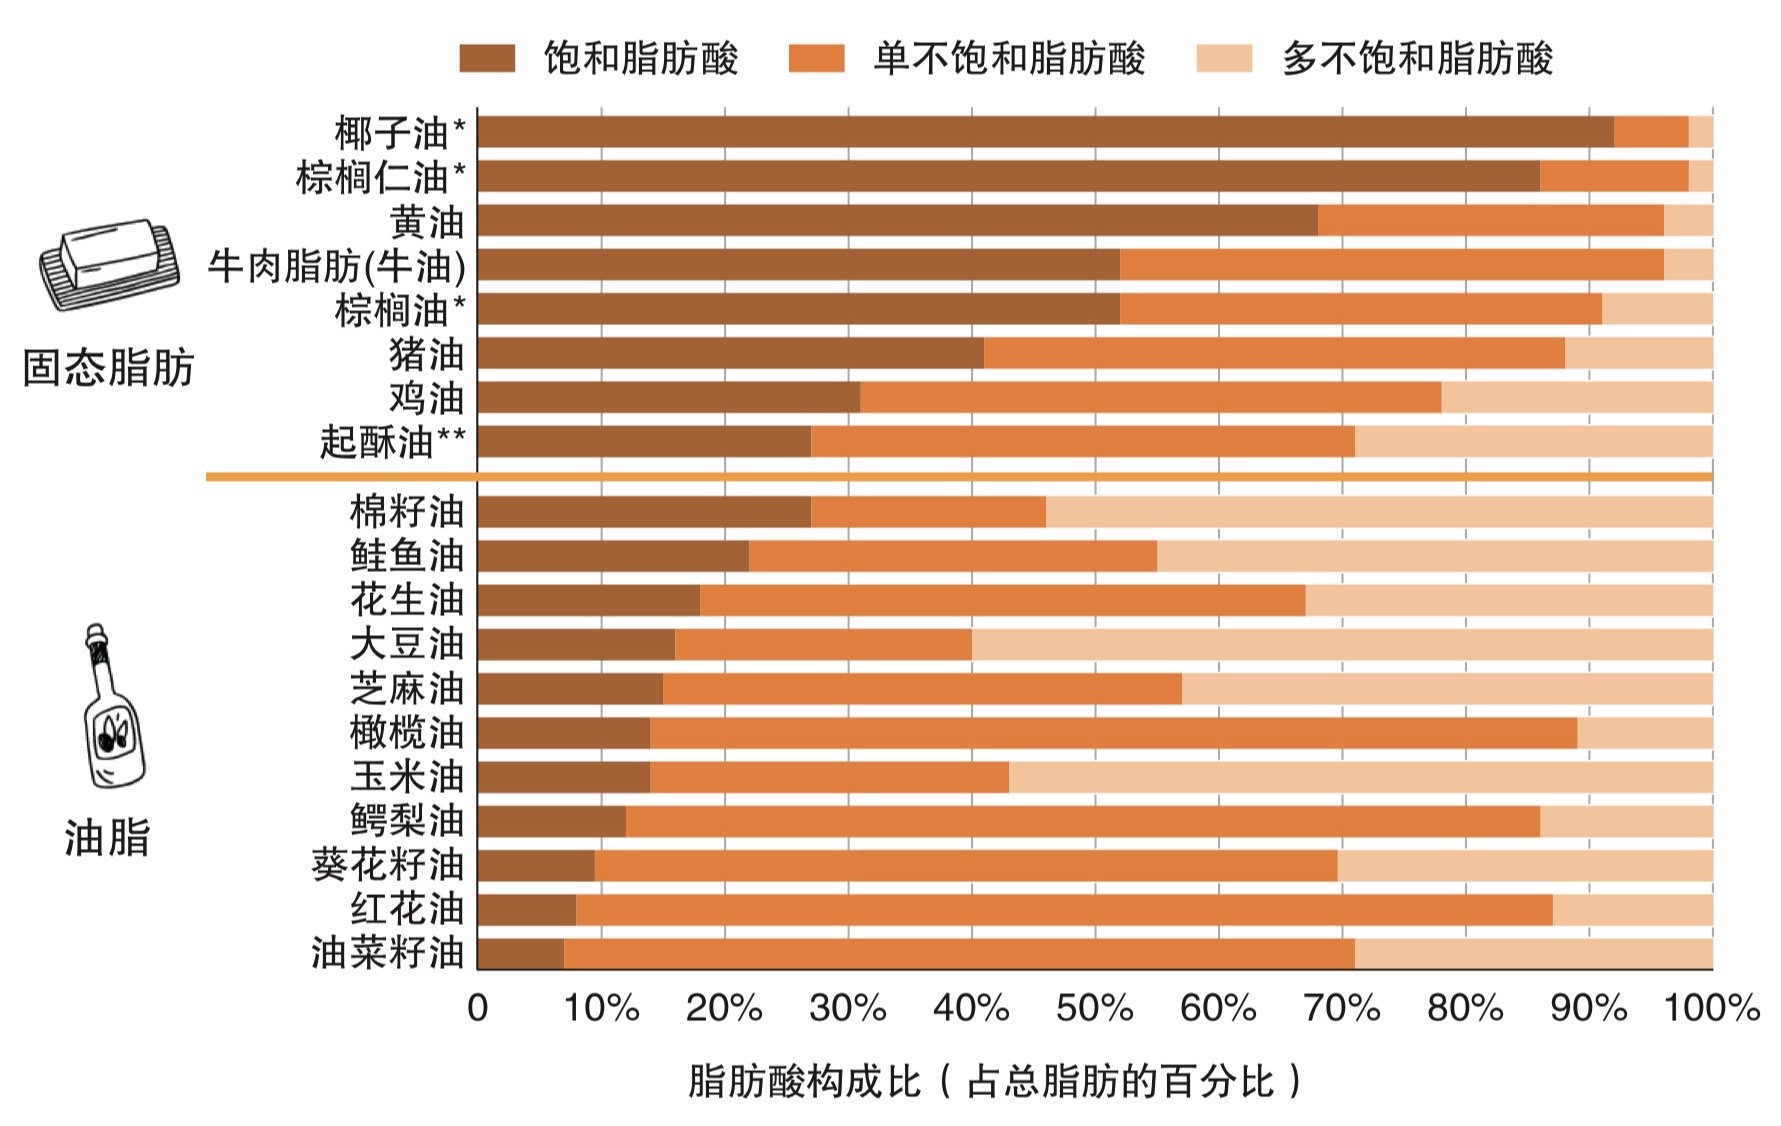 饱和脂肪酸 单不饱和脂肪酸 多不饱和脂肪酸
椰子油*
棕榈仁油*
黄油
牛肉脂肪(牛油)
棕榈油*
猪油
鸡油
起酥油**
固态脂肪
棉籽油
鲑鱼油
花生油
大豆油
芝麻油
橄榄油
玉米油
鳄梨油
葵花籽油
红花油
油菜籽油
油脂
0 10% 20% 30% 40% 50% 60% 70% 80% 90% 100%
脂肪酸构成比（占总脂肪的百分比）